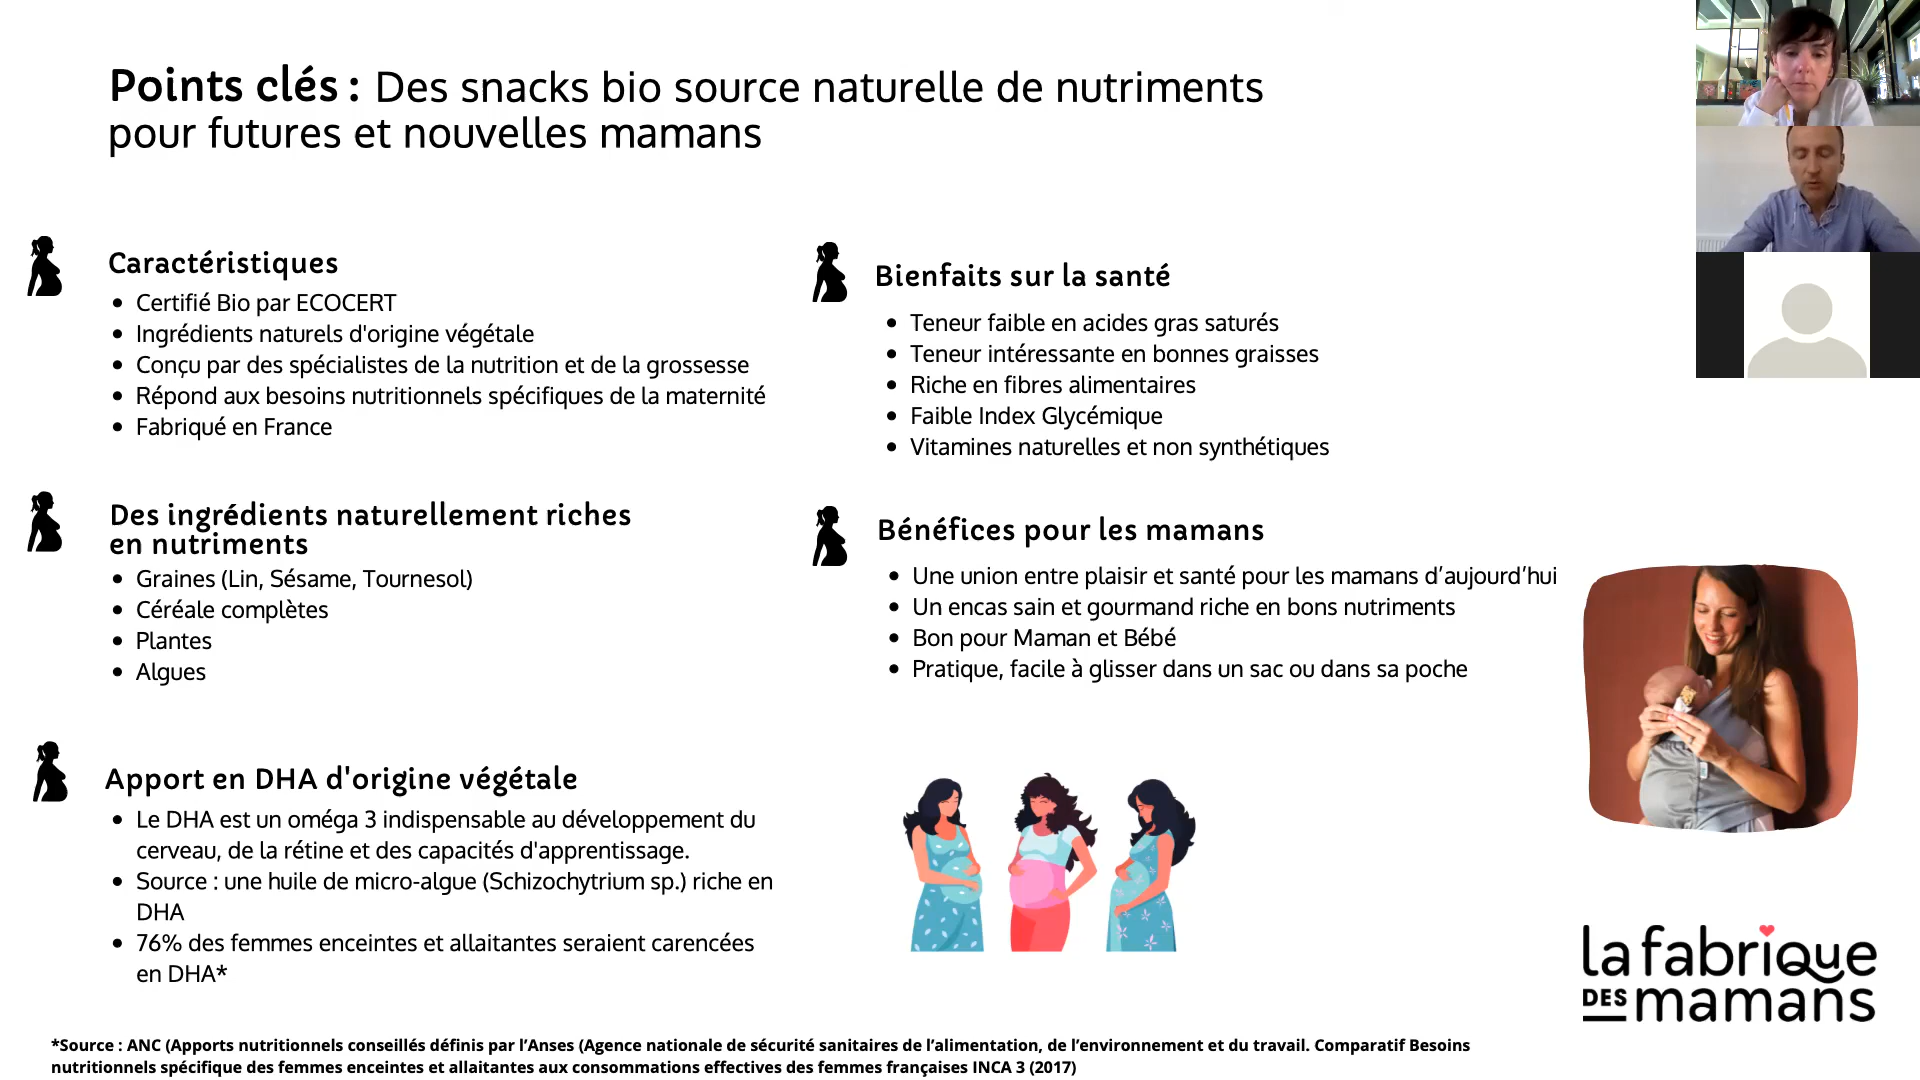 Points clés : Des snacks bio source naturelle de nutriments
pour futures et nouvelles mamans
Caractéristiques
Certifié Bio par ECOCERT
Ingrédients naturels d'origine végétale
Conçu par des spécialistes de la nutrition et de la grossesse
Répond aux besoins nutritionnels spécifiques de la maternité
Fabriqué en France
Des ingrédients naturellement riches
en nutriments
Graines (Lin, Sésame, Tournesol)
Céréale complètes
Plantes
Algues
Apport en DHA d'origine végétale
Le DHA est un oméga 3 indispensable au développement du
cerveau, de la rétine et des capacités d'apprentissage.
Source : une huile de micro-algue (Schizochytrium sp.) riche en
DHA
76% des femmes enceintes et allaitantes seraient carencées
en DHA*
Bienfaits sur la santé
Teneur faible en acides gras saturés
Teneur intéressante en bonnes graisses
Riche en fibres alimentaires
Faible Index Glycémique
Vitamines naturelles et non synthétiques
Bénéfices pour les mamans
Une union entre plaisir et santé pour les mamans d’aujourd’hui
Un encas sain et gourmand riche en bons nutriments
Bon pour Maman et Bébé
Pratique, facile à glisser dans un sac ou dans sa poche
la fabrique
DES mamans
*Source : ANC (Apports nutritionnels conseillés définis par l’Anses (Agence nationale de sécurité sanitaires de l’alimentation, de l’environnement et du travail. Comparatif Besoins
nutritionnels spécifique des femmes enceintes et allaitantes aux consommations effectives des femmes françaises INCA 3 (2017)